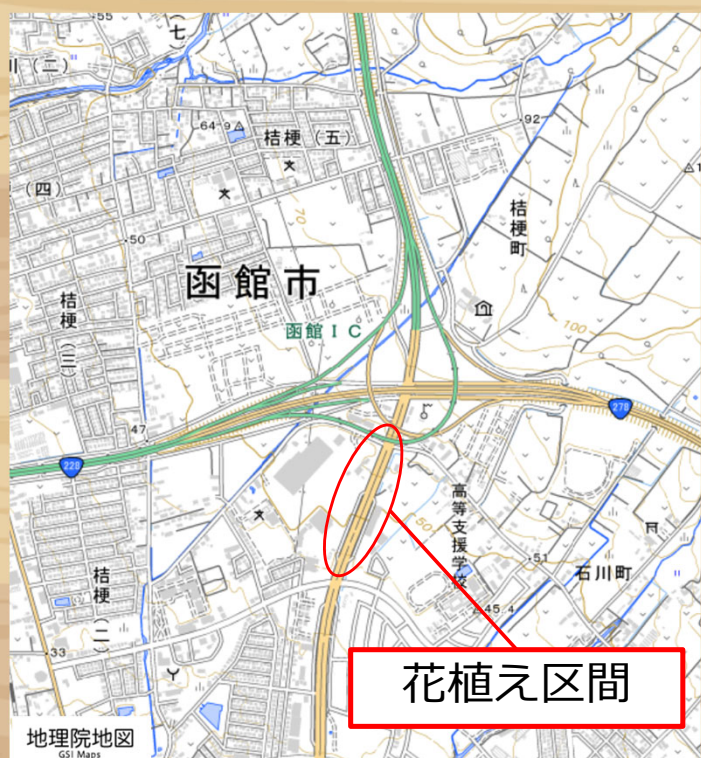 (七)
川(二)
64・9
桔梗(五)
・92
(四)
70
・50
桔梗町
函館市
桔梗(三)
函館IC
100
278
47
228
高等支援学校
50
・51
石川町
桔梗(二)
45・4
・33
花植え区間
地理院地図
GSI Maps